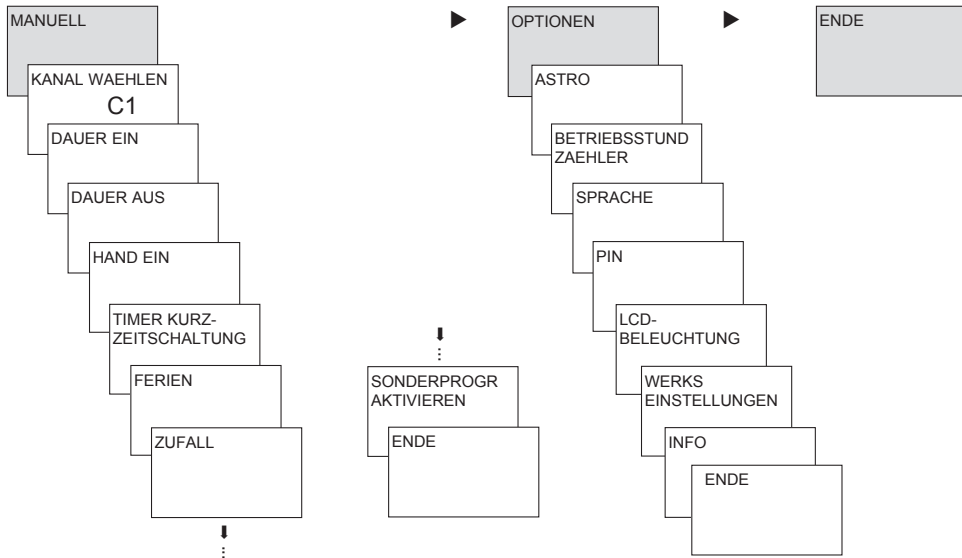 MANUELL
KANAL WAEHLEN
C1
DAUER EIN
DAUER AUS
HAND EIN
TIMER KURZ-
ZEITSCHALTUNG
FERIEN
ZUFALL
SONDERPROGR
AKTIVIEREN
ENDE
OPTIONEN
ASTRO
BETRIEBSSTUND
ZAEHLER
SPRACHE
PIN
LCD-
BELEUCHTUNG
WERKS
EINSTELLUNGEN
INFO
ENDE
ENDE